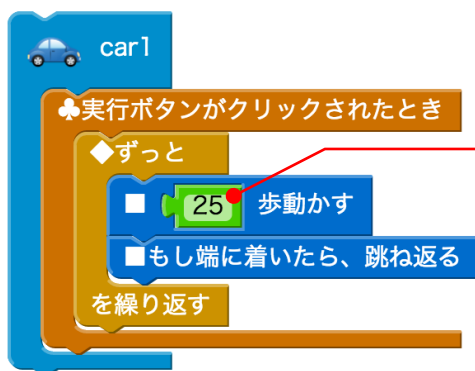 car1
♣実行ボタンがクリックされたとき
◆ずっと
■ 25 歩動かす
■もし端に着いたら、跳ね返る
を繰り返す